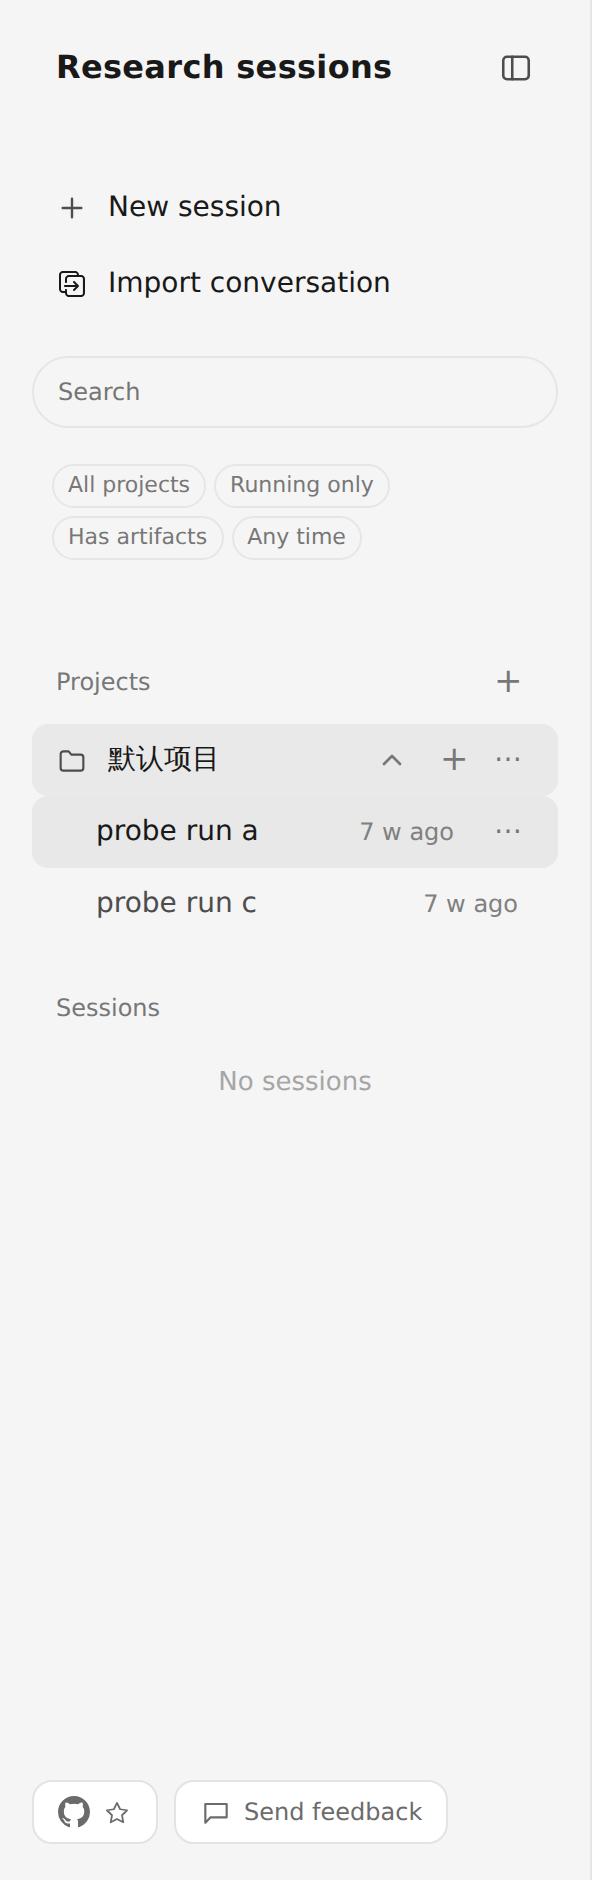 Research sessions
New session
Import conversation
Search
All projects
Running only
Has artifacts
Any time
Projects
默认项目
probe run a 7 w ago
probe run c 7 w ago
Sessions
No sessions
Send feedback